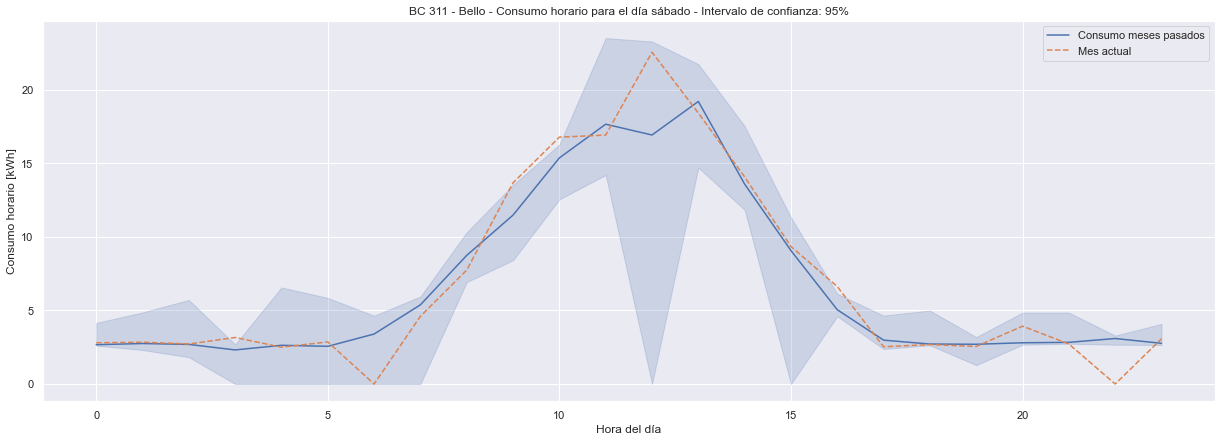 BC 311 - Bello - Consumo horario para el día sábado - Intervalo de confianza: 95%
Consumo meses pasados
Mes actual
Consumo horario [kWh]
20
15
10
5
0
0
5
10
15
20
Hora del día